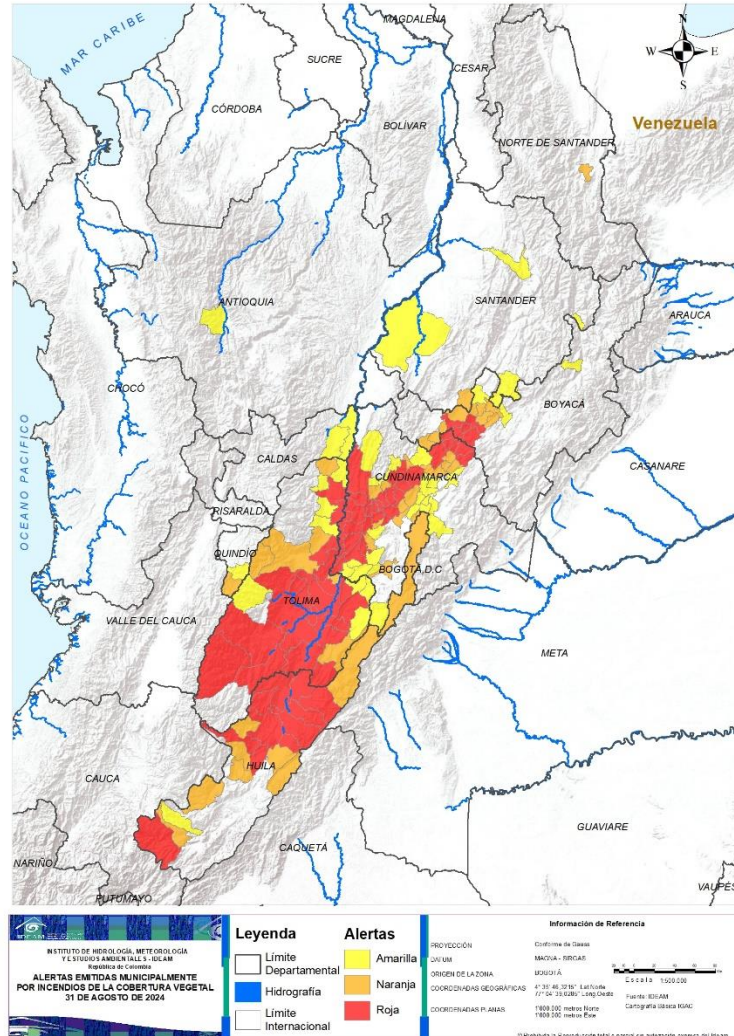 MAGDALENA
N
W
E
S
MAR CARIBE
SUCRE
CESAR
CÓRDOBA
BOLÍVAR
Venezuela
NORTE DE SANTANDER
ANTIOQUIA
SANTANDER
ARAUCA
CHOCÓ
BOYACÁ
OCEANO PACIFICO
CALDAS
CUNDINAMARCA
CASANARE
RISARALDA
QUINDÍO
BOGOTÁ D.C
TOLIMA
VALLE DEL CAUCA
META
HUILA
CAUCA
GUAVIARE
CAQUETÁ
NARIÑO
PUTUMAYO
VAUPÉS
IDEAM
INSTITUTO DE HIDROLOGÍA, METEOROLOGÍA
Y ESTUDIOS AMBIENTALES - IDEAM
República de Colombia
ALERTAS EMITIDAS MUNICIPALMENTE
POR INCENDIOS DE LA COBERTURA VEGETAL
31 DE AGOSTO DE 2024
Leyenda
Límite
Departamental
Hidrografía
Límite
Internacional
Alertas
Amarilla
Naranja
Roja
Información de Referencia
PROYECCIÓN Conforme de Gauss
DATUM MAGNA - SIRGAS
ORIGEN DE LA ZONA BOGOTÁ
COORDENADAS GEOGRÁFICAS
COORDENADAS PLANAS
metros Norte
metros Este
Escala
Fuente: IDEAM
Cartografía Básica IGAC